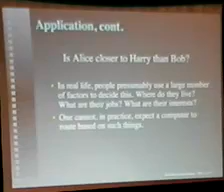 Application, cont.
Is Alice closer to Harry than Bob?
• In real life, people presumably use a large number
of factors to decide this. Where do they live?
What are their jobs? What are their interests?
• One cannot, in practice, expect a computer to
reason based on such things.